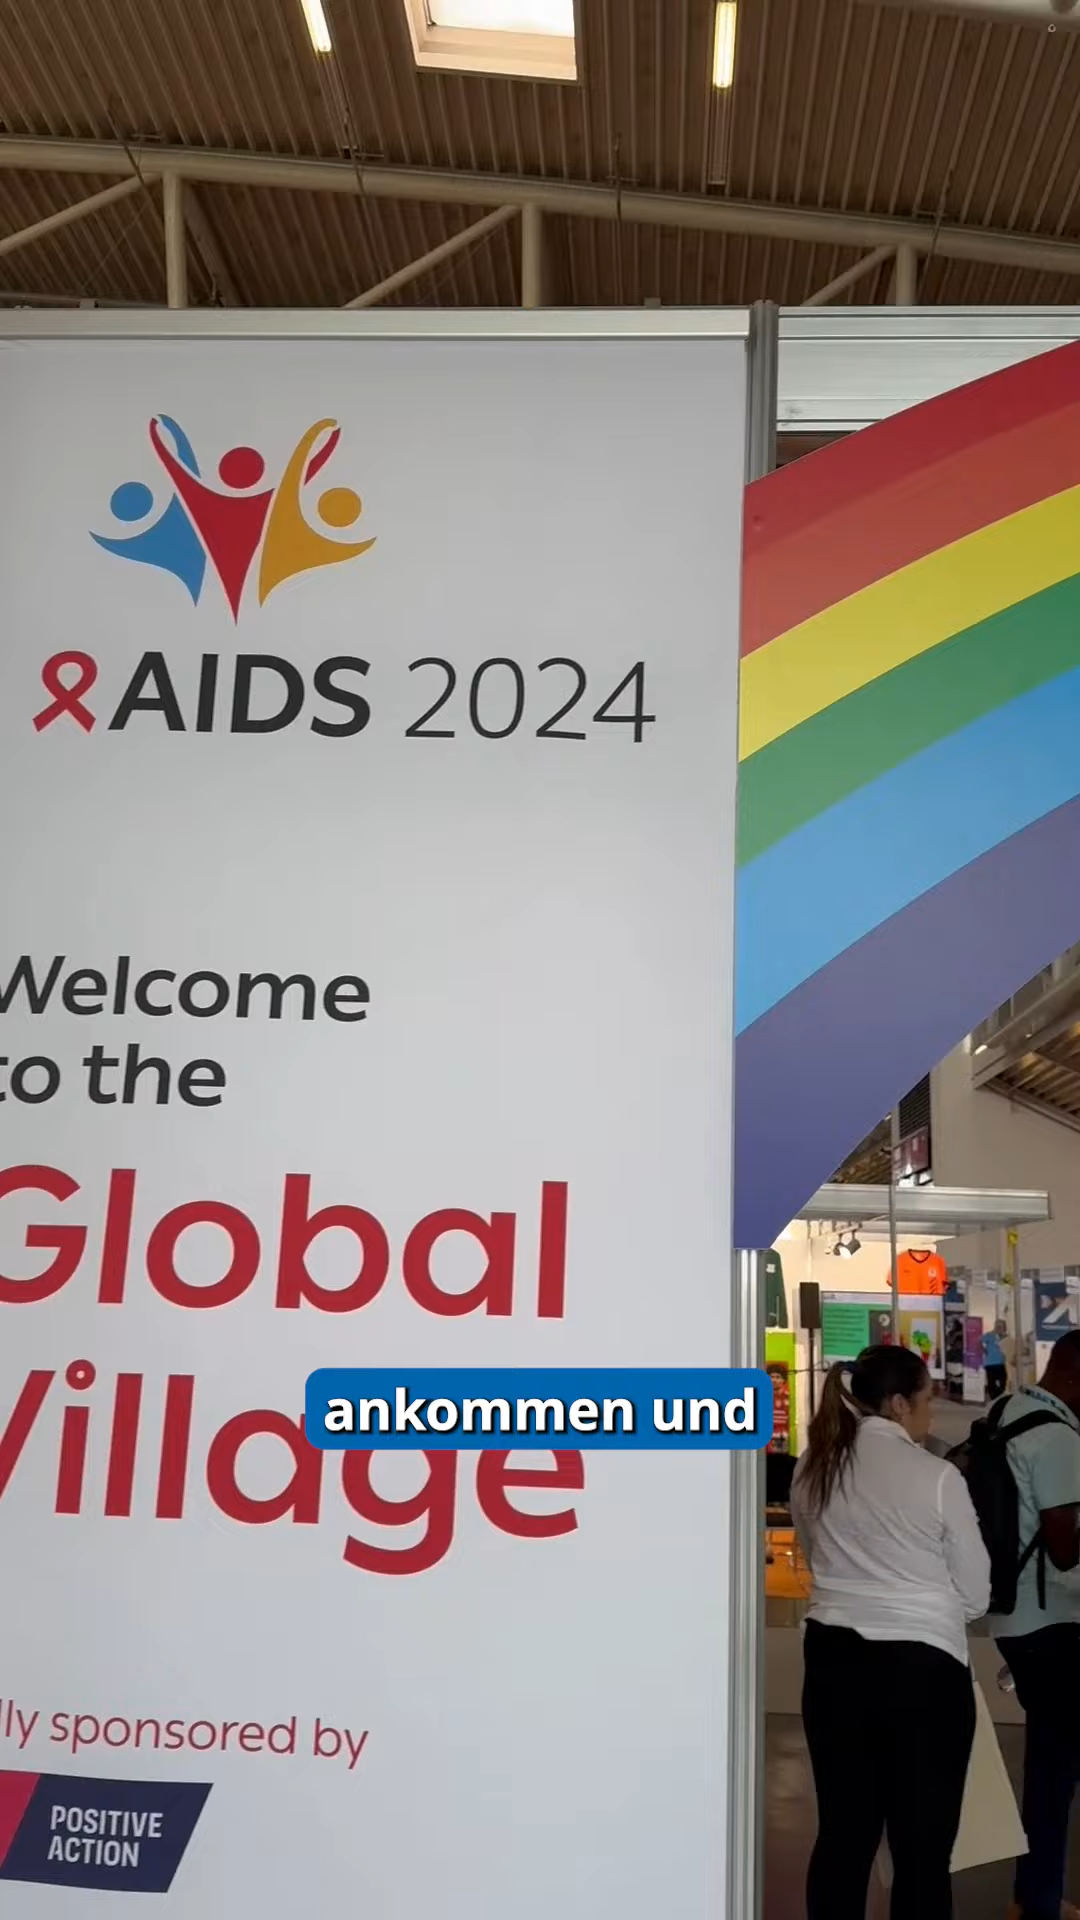 AIDS 2024
Welcome
to the
Global
Village
ankommen und
lly sponsored by
POSITIVE
ACTION